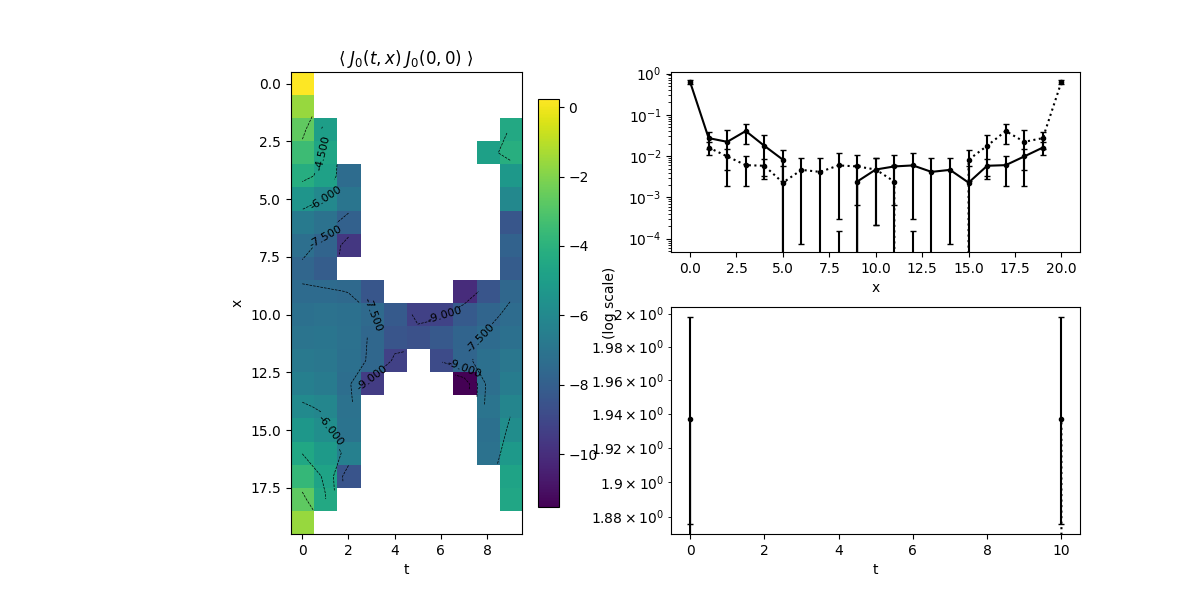 ⟨ J₀(t, x) J₀(0, 0) ⟩
0.0
2.5
5.0
7.5
10.0
12.5
15.0
17.5
x
0 2 4 6 8
t
-4.500
-6.000
-7.500
-7.500
-9.000
-7.500
-9.000
-9.000
-6.000
0
−2
−4
−6
−8
−10
(log scale)
10⁰
10⁻¹
10⁻²
10⁻³
10⁻⁴
0.0 2.5 5.0 7.5 10.0 12.5 15.0 17.5 20.0
x
2 × 10⁰
1.98 × 10⁰
1.96 × 10⁰
1.94 × 10⁰
1.92 × 10⁰
1.9 × 10⁰
1.88 × 10⁰
0 2 4 6 8 10
t